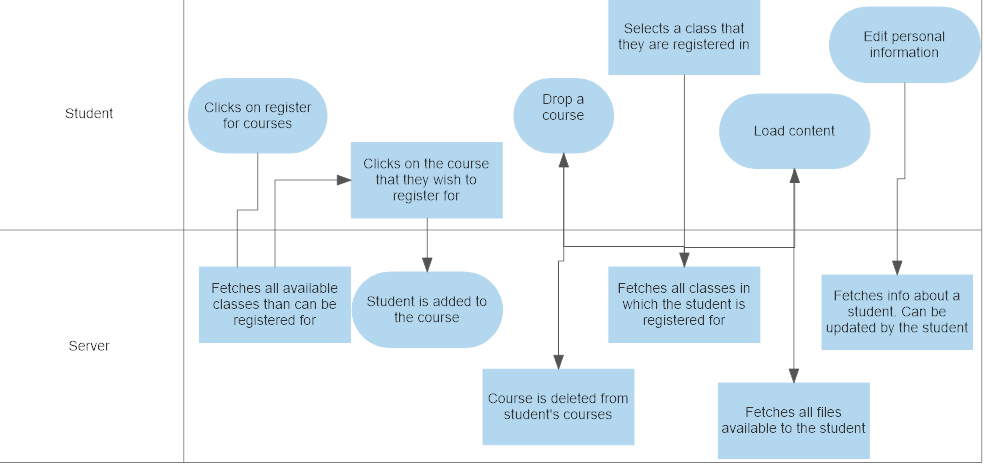 Student
Clicks on register
for courses
Clicks on the course
that they wish to
register for
Drop a
course
Selects a class that
they are registered in
Load content
Edit personal
information
Server
Fetches all available
classes than can be
registered for
Student is added to
the course
Course is deleted from
student's courses
Fetches all classes in
which the student is
registered for
Fetches all files
available to the student
Fetches info about a
student. Can be
updated by the student